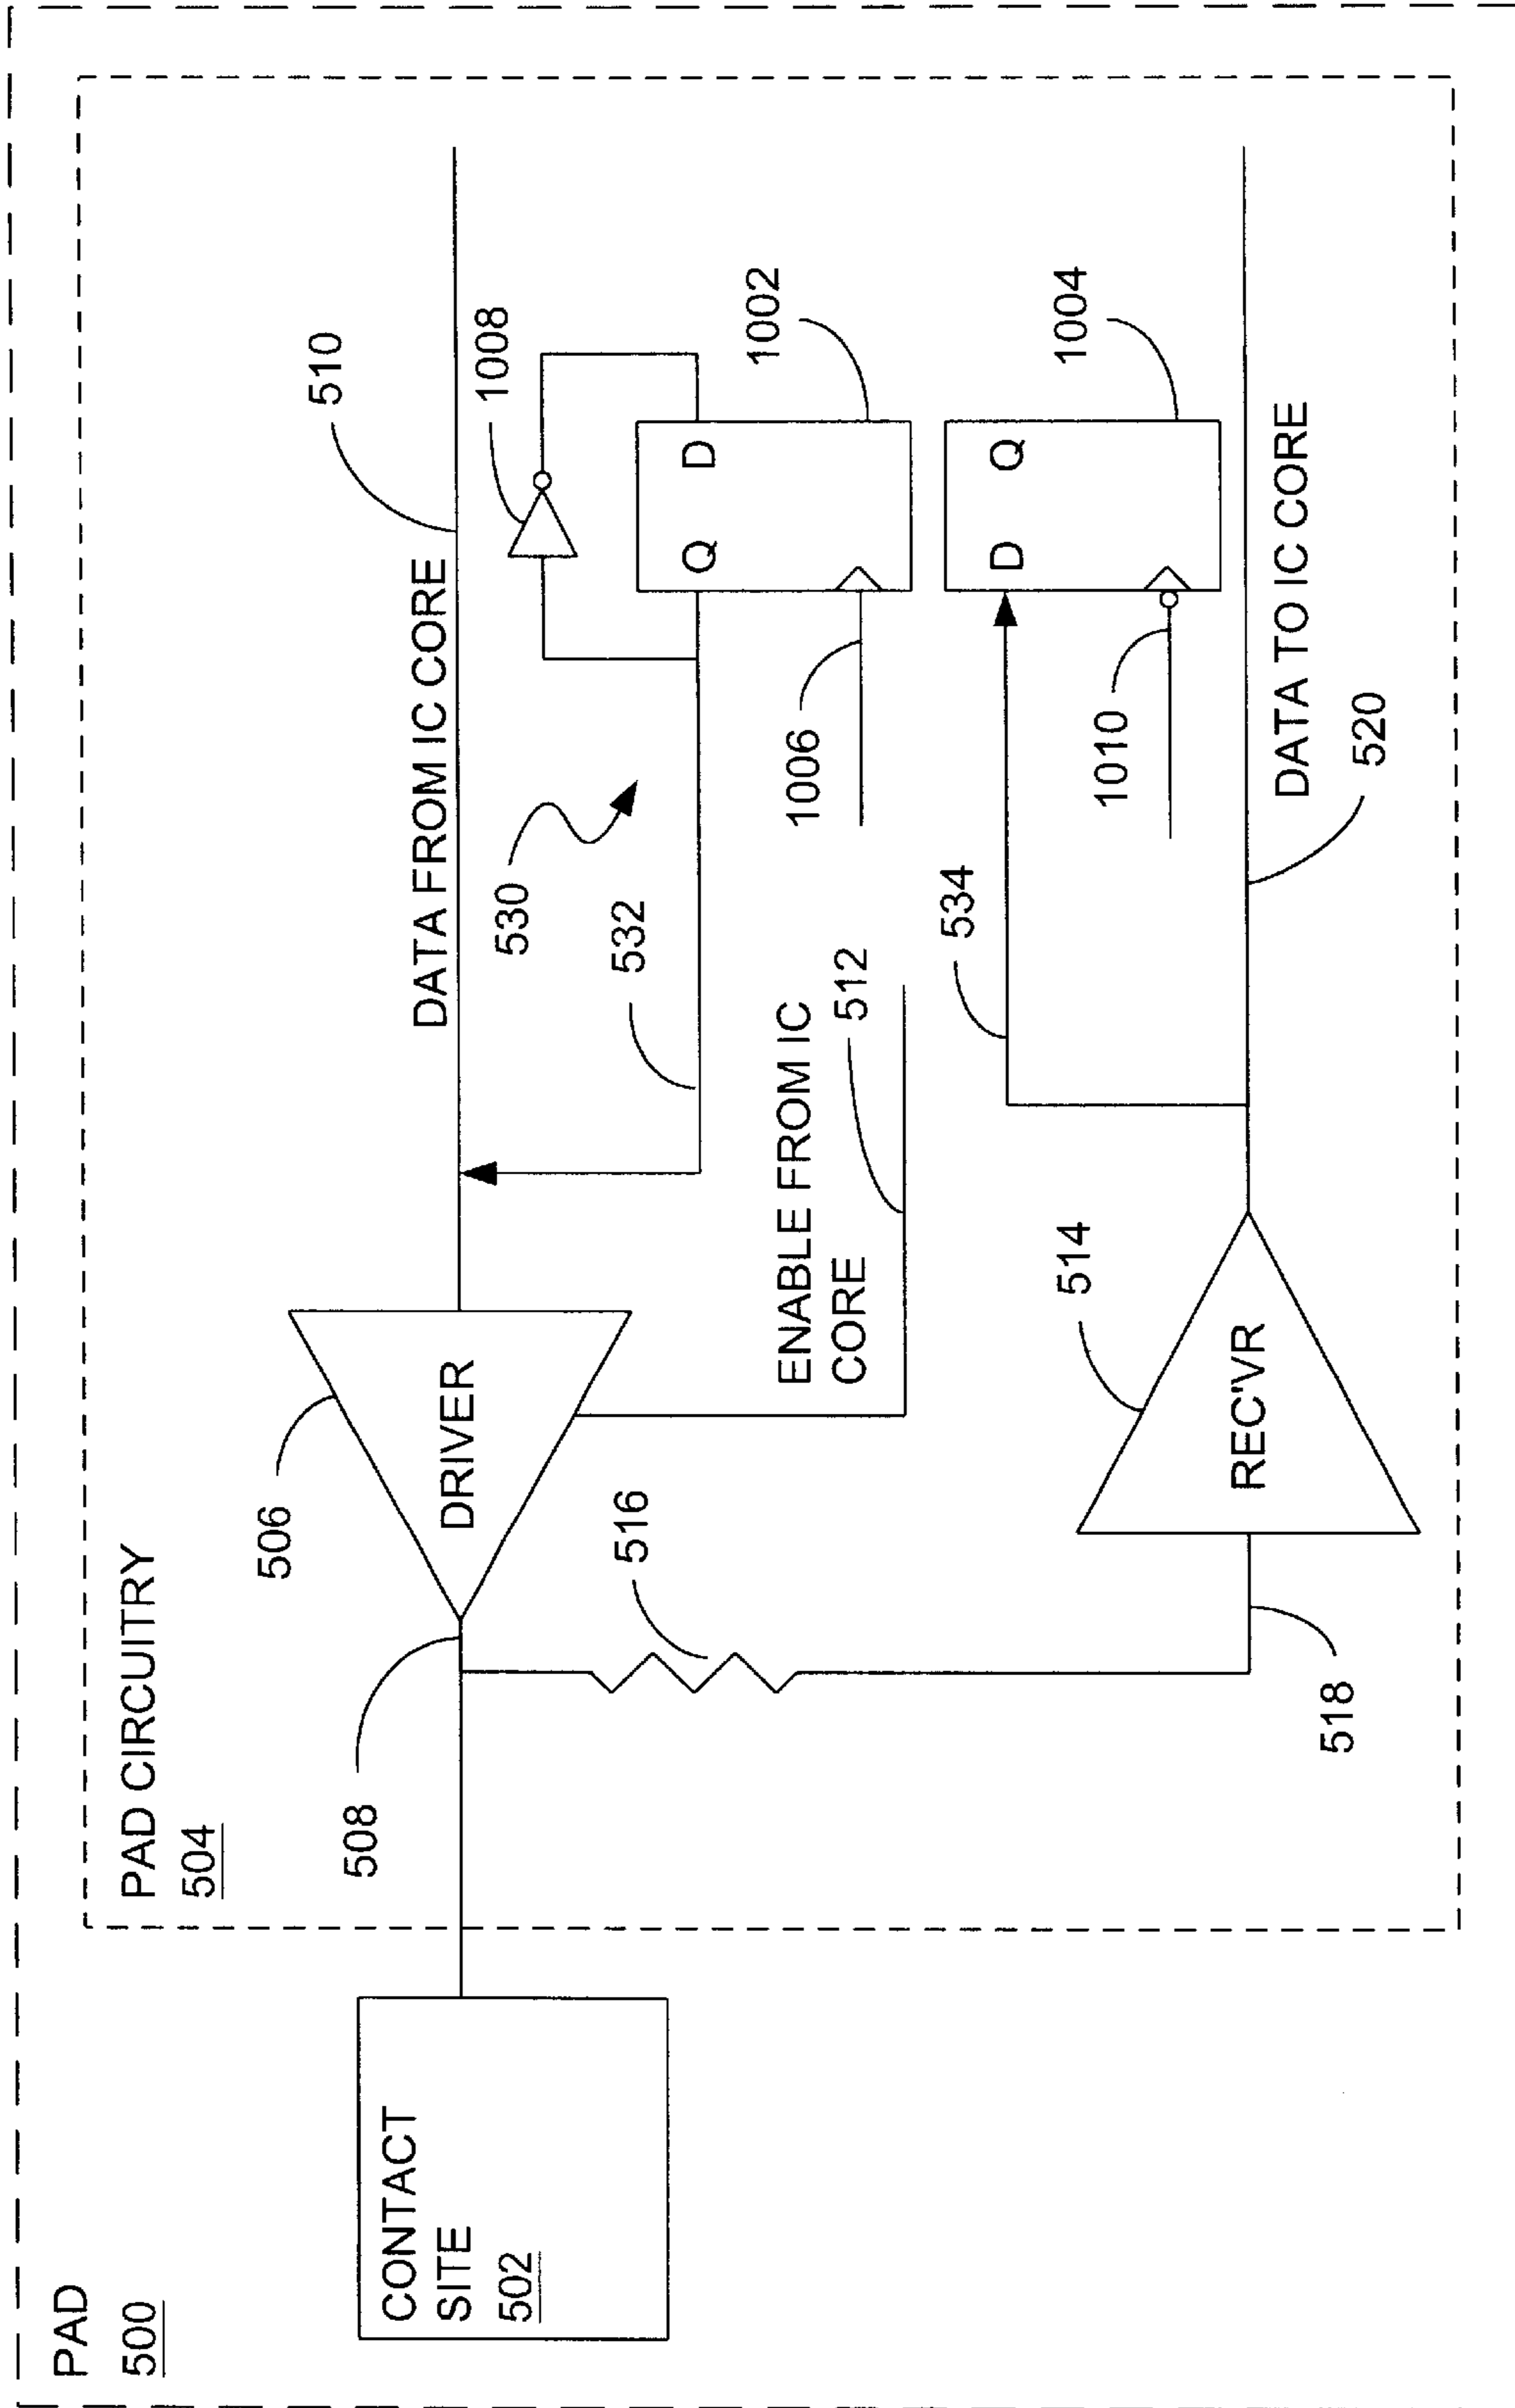 PAD
500
PAD CIRCUITRY
504
CONTACT
SITE
502
508
506
DRIVER
DATA FROM IC CORE
510
1008
530
532
Q D
1002
1006
ENABLE FROM IC
CORE
512
516
534
D Q
1004
1010
514
REC'VR
518
DATA TO IC CORE
520